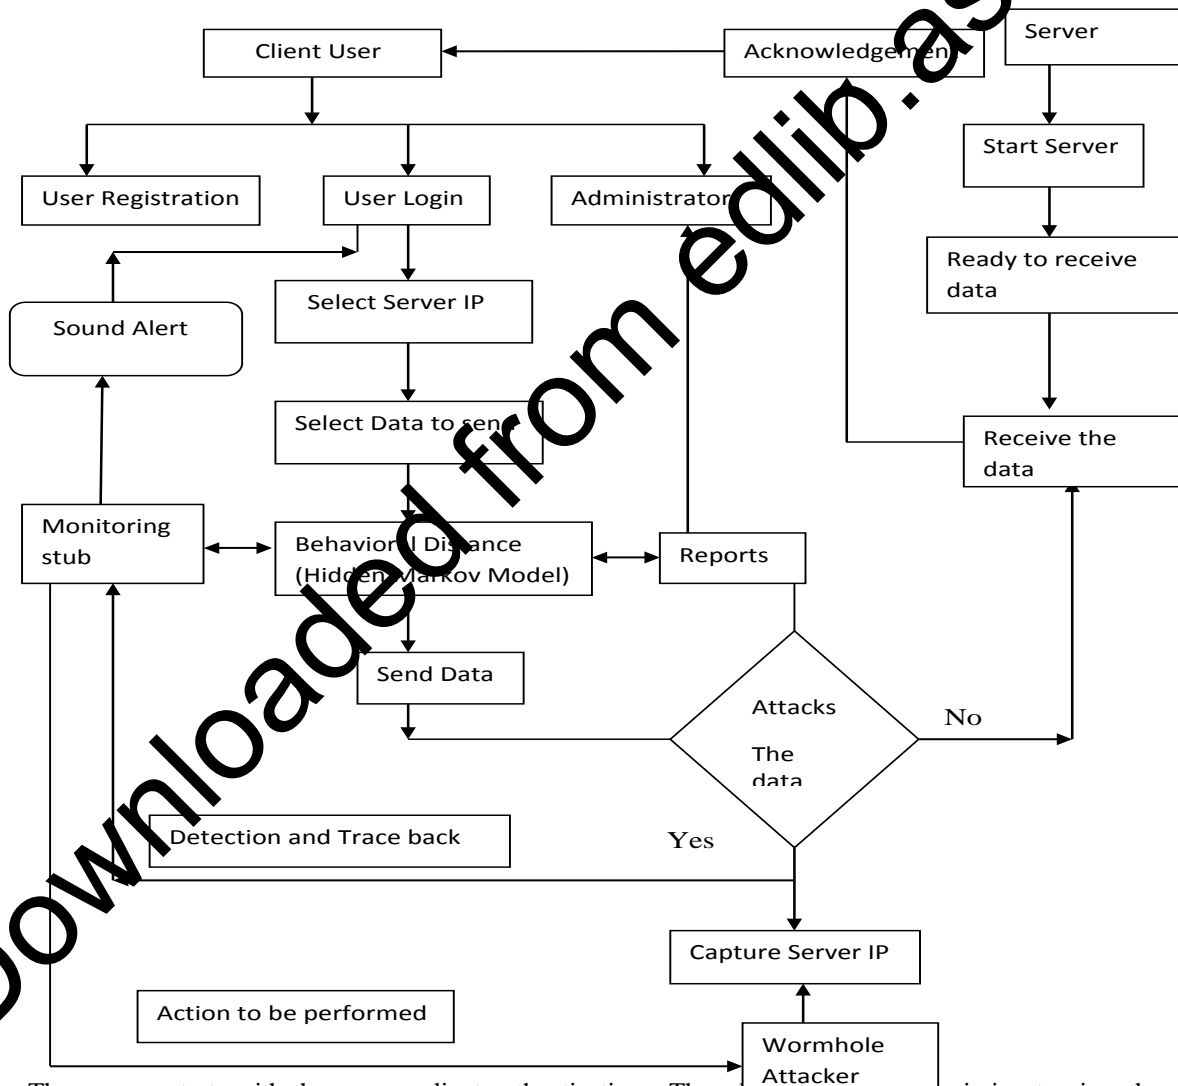 Client User
Acknowledgement
Server
Start Server
User Registration
User Login
Administrator
Ready to receive
data
Sound Alert
Select Server IP
Select Data to send
Receive the
data
Monitoring
stub
Behavioral Distance
(Hidden Markov Model)
Reports
Send Data
Attacks
The
data
No
Yes
Detection and Trace back
Capture Server IP
Action to be performed
Wormhole
Attacker
Downloaded from edlib.as